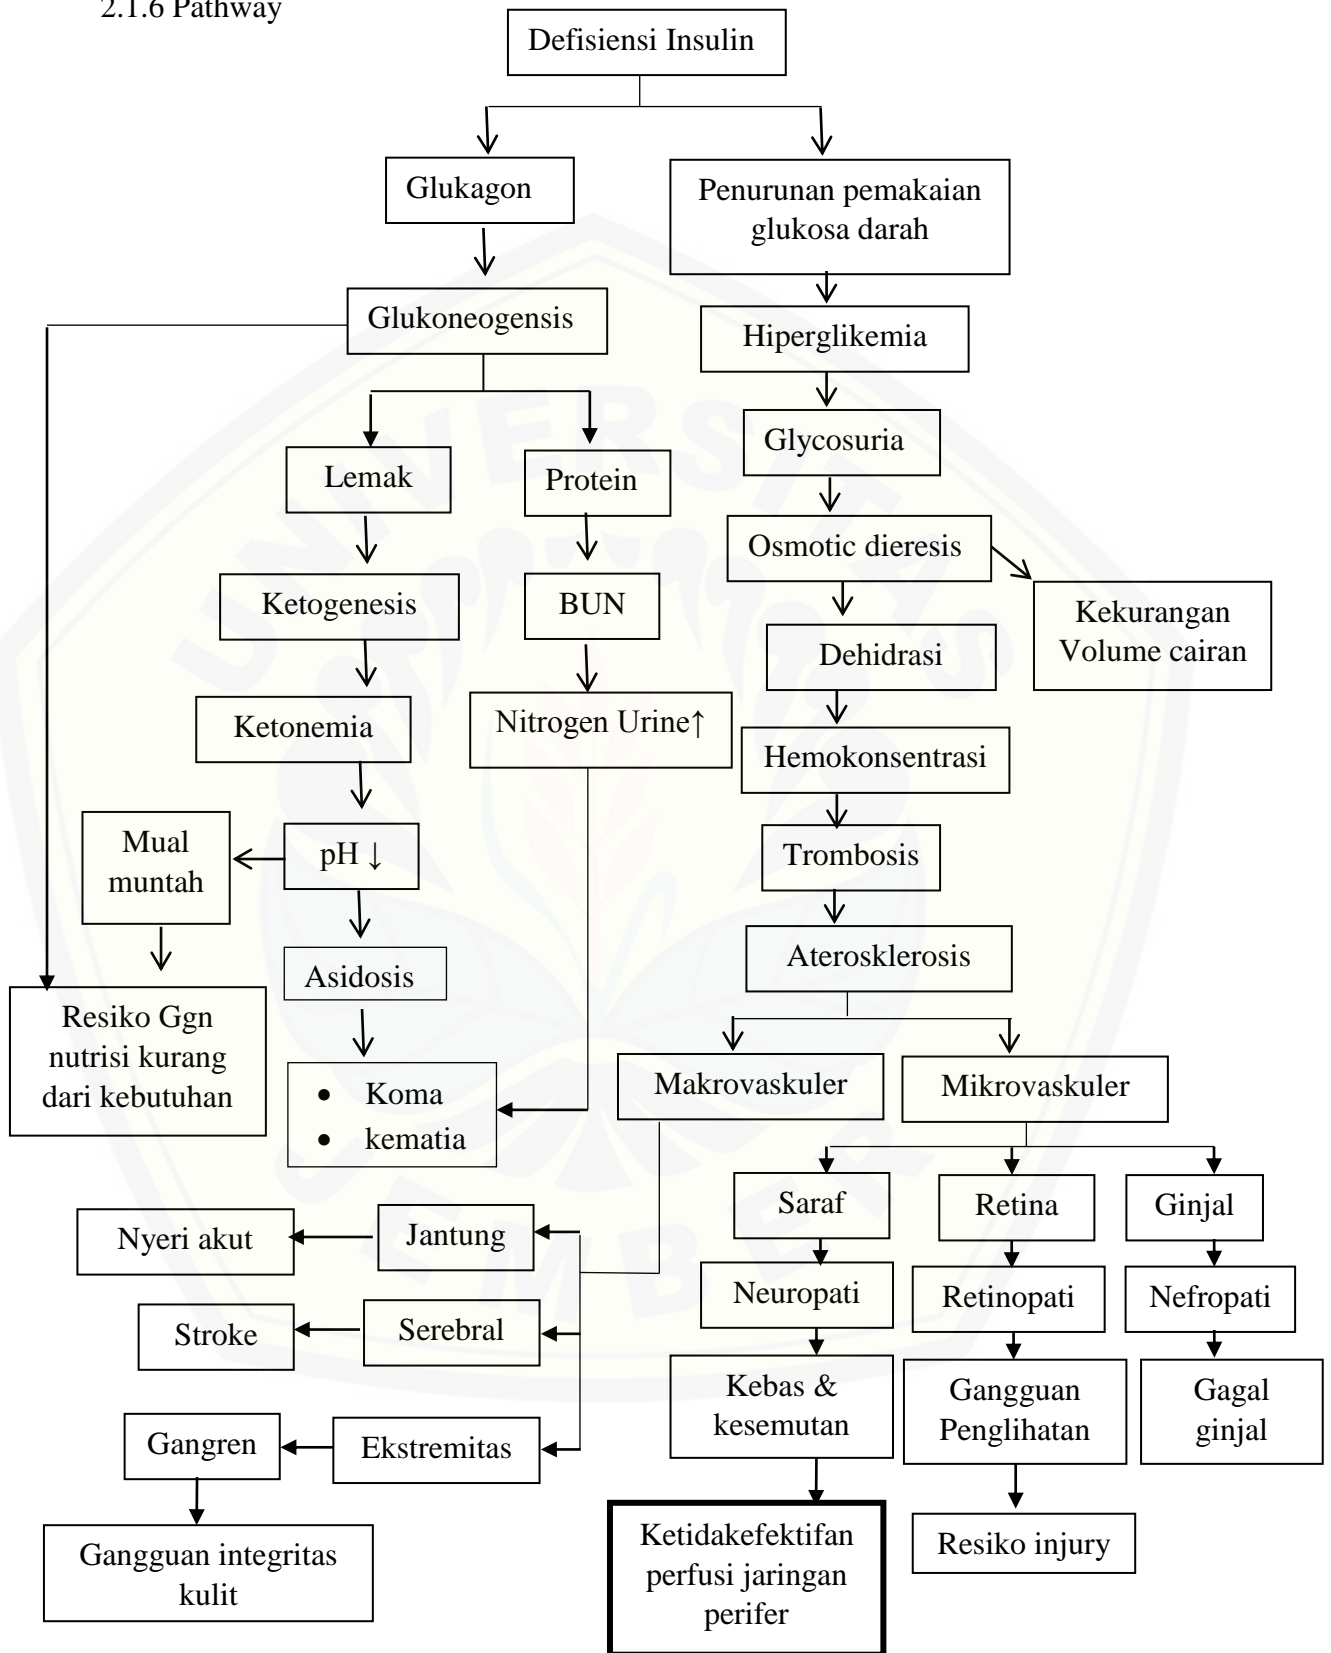 2.1.6 Pathway
Defisiensi Insulin
Glukagon
Penurunan pemakaian
glukosa darah
Glukoneogensis
Hiperglikemia
Glycosuria
Lemak
Protein
Osmotic dieresis
Ketogenesis
BUN
Kekurangan
Volume cairan
Dehidrasi
Ketonemia
Nitrogen Urine↑
Hemokonsentrasi
Mual
muntah
pH ↓
Trombosis
Asidosis
Aterosklerosis
Resiko Ggn
nutrisi kurang
dari kebutuhan
• Koma
• kematia
Makrovaskuler
Mikrovaskuler
Saraf
Retina
Ginjal
Nyeri akut
Jantung
Neuropati
Retinopati
Nefropati
Stroke
Serebral
Kebas &
kesemutan
Gangguan
Penglihatan
Gagal
ginjal
Gangren
Ekstremitas
Ketidakefektifan
perfusi jaringan
perifer
Resiko injury
Gangguan integritas
kulit
UNIVERSITAS
JEMBER